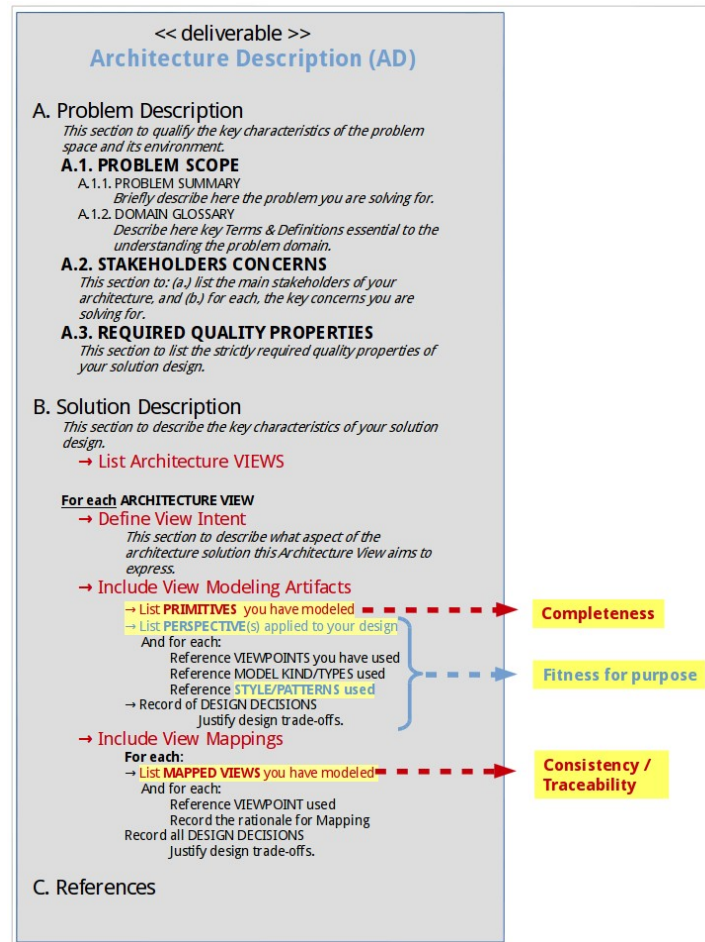 << deliverable >>
Architecture Description (AD)
A. Problem Description
This section to qualify the key characteristics of the problem
space and its environment.
A.1. PROBLEM SCOPE
A.1.1. PROBLEM SUMMARY
Briefly describe here the problem you are solving for.
A.1.2. DOMAIN GLOSSARY
Describe here key Terms & Definitions essential to the
understanding the problem domain.
A.2. STAKEHOLDERS CONCERNS
This section to: (a.) list the main stakeholders of your
architecture, and (b.) for each, the key concerns you are
solving for.
A.3. REQUIRED QUALITY PROPERTIES
This section to list the strictly required quality properties of
your solution design.
B. Solution Description
This section to describe the key characteristics of your solution
design.
→ List Architecture VIEWS
For each ARCHITECTURE VIEW
→ Define View Intent
This section to describe what aspect of the
architecture solution this Architecture View aims to
express.
→ Include View Modeling Artifacts
→ List PRIMITIVES you have modeled
Completeness
→ List PERSPECTIVE(s) applied to your design
And for each:
Reference VIEWPOINTS you have used
Reference MODEL KIND/TYPES used
Fitness for purpose
Reference STYLE/PATTERNS used
→ Record of DESIGN DECISIONS
Justify design trade-offs.
→ Include View Mappings
For each:
→ List MAPPED VIEWS you have modeled
Consistency /
Traceability
And for each:
Reference VIEWPOINT used
Record the rationale for Mapping
Record all DESIGN DECISIONS
Justify design trade-offs.
C. References